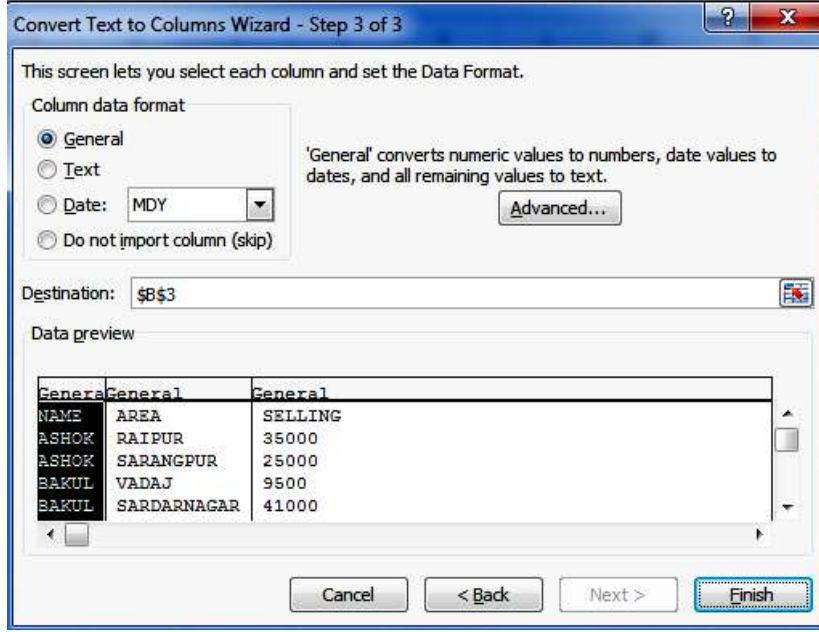 Convert Text to Columns Wizard - Step 3 of 3
This screen lets you select each column and set the Data Format.
Column data format
General
Text
Date: MDY
Do not import column (skip)
'General' converts numeric values to numbers, date values to
dates, and all remaining values to text.
Advanced...
Destination: $B$3
Data preview
Genera General General
NAME AREA SELLING
ASHOK RAIPUR 35000
ASHOK SARANGPUR 25000
BAKUL VADAJ 9500
BAKUL SARDARNAGAR 41000
Cancel < Back Next > Finish